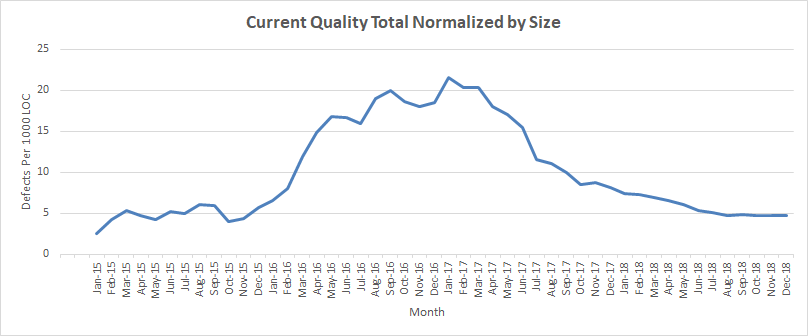 Current Quality Total Normalized by Size
25
20
15
10
5
0
Defects Per 1000 LOC
Jan-15
Feb-15
Mar-15
Apr-15
May-15
Jun-15
Jul-15
Aug-15
Sep-15
Oct-15
Nov-15
Dec-15
Jan-16
Feb-16
Mar-16
Apr-16
May-16
Jun-16
Jul-16
Aug-16
Sep-16
Oct-16
Nov-16
Dec-16
Jan-17
Feb-17
Mar-17
Apr-17
May-17
Jun-17
Jul-17
Aug-17
Sep-17
Oct-17
Nov-17
Dec-17
Jan-18
Feb-18
Mar-18
Apr-18
May-18
Jun-18
Jul-18
Aug-18
Sep-18
Oct-18
Nov-18
Dec-18
Month